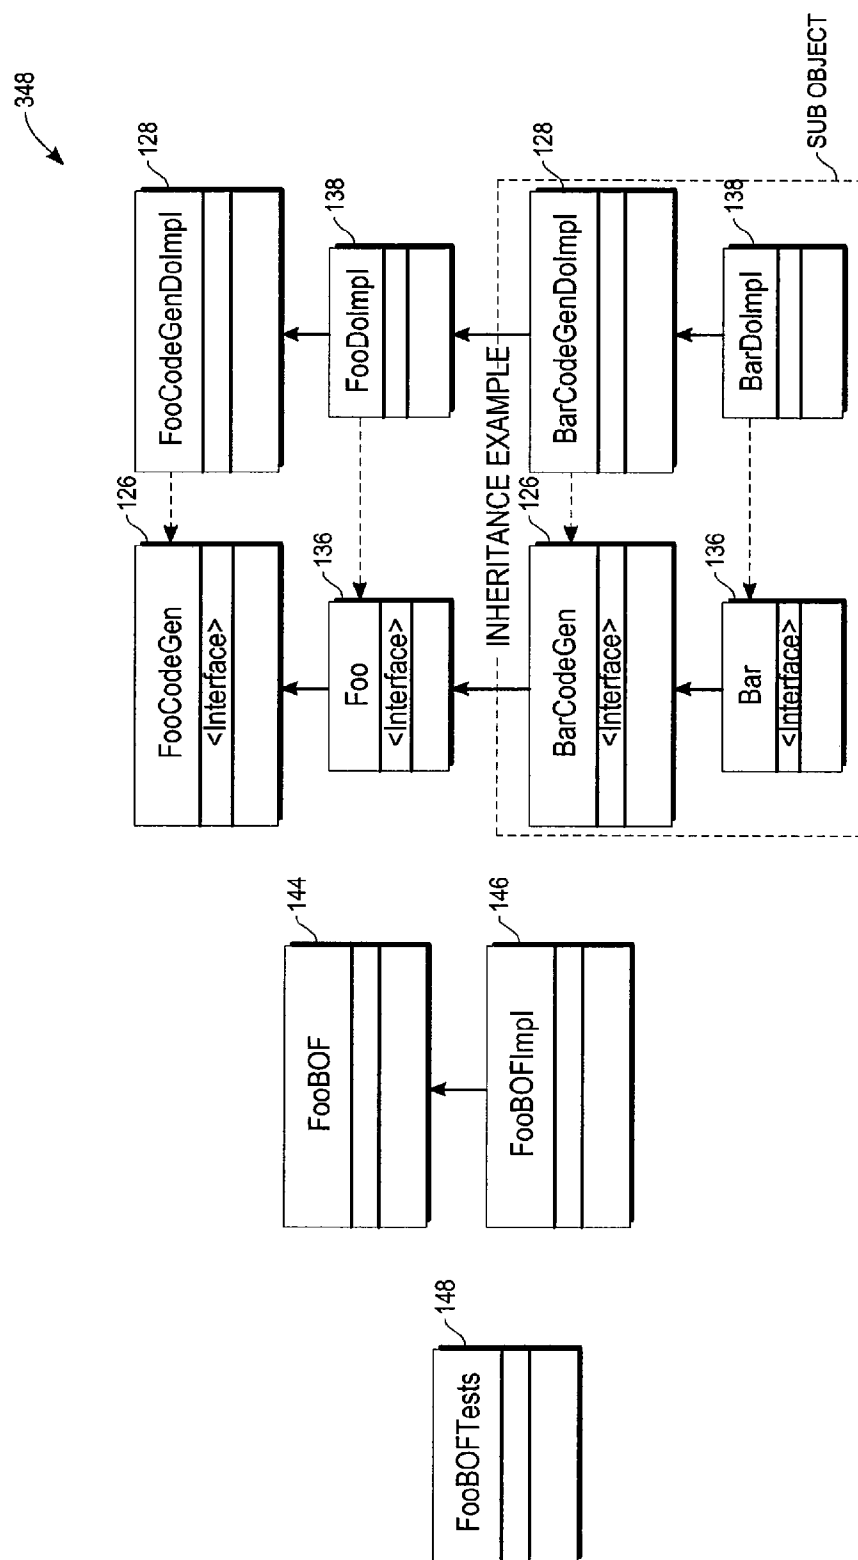 348
126
128
FooCodeGen
FooCodeGenDoImpl
<Interface>
144
136
138
FooBOF
Foo
FooDoImpl
<Interface>
148
FooBOFTests
146
FooBOFImpl
INHERITANCE EXAMPLE
126
128
BarCodeGen
BarCodeGenDoImpl
<Interface>
136
138
Bar
BarDoImpl
<Interface>
SUB OBJECT